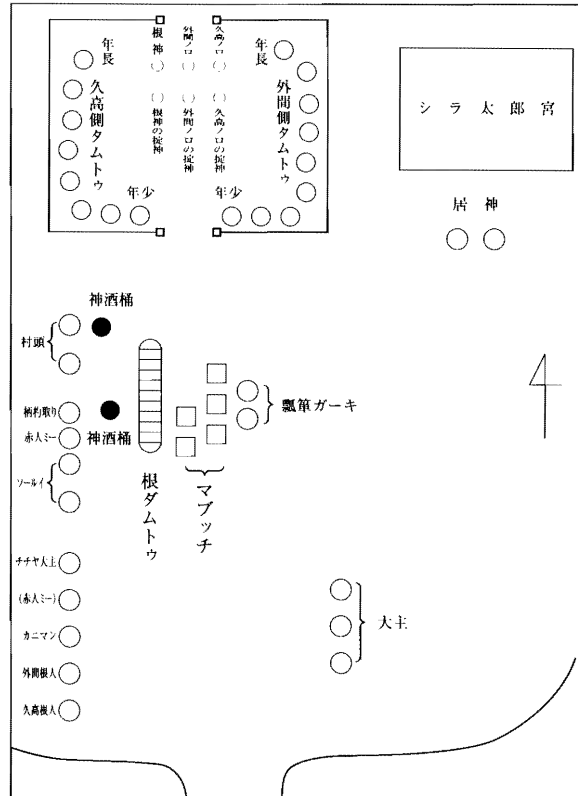 年長
久高側タムトゥ
年少
根神
外間ノロ
久高ノロ
根神の掟神
外間ノロの掟神
久高ノロの掟神
年長
外間側タムトゥ
年少
シラ太郎宮
居神
神酒桶
村頭
柄杓取り
赤人ミー
ソールイ
神酒桶
根ダムトゥ
マブッチ
瓢箪ガーキ
チチヤ大主
(赤人ミー)
カニマン
外間根人
久高根人
大主